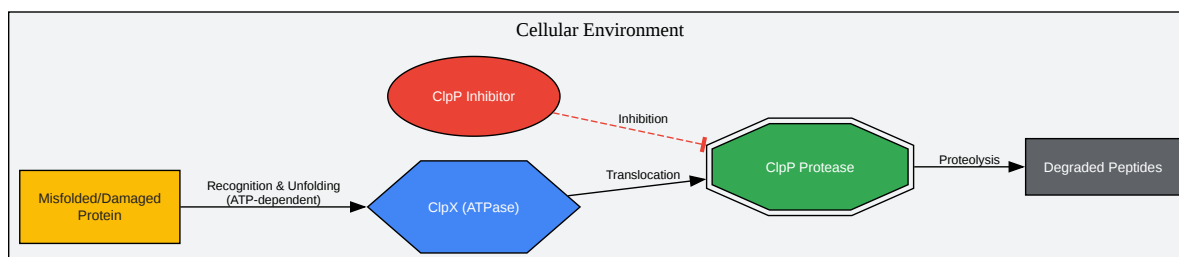 Cellular Environment
ClpP Inhibitor
Inhibition
Misfolded/Damaged
Protein
Recognition & Unfolding
(ATP-dependent)
ClpX (ATPase)
Translocation
ClpP Protease
Proteolysis
Degraded Peptides